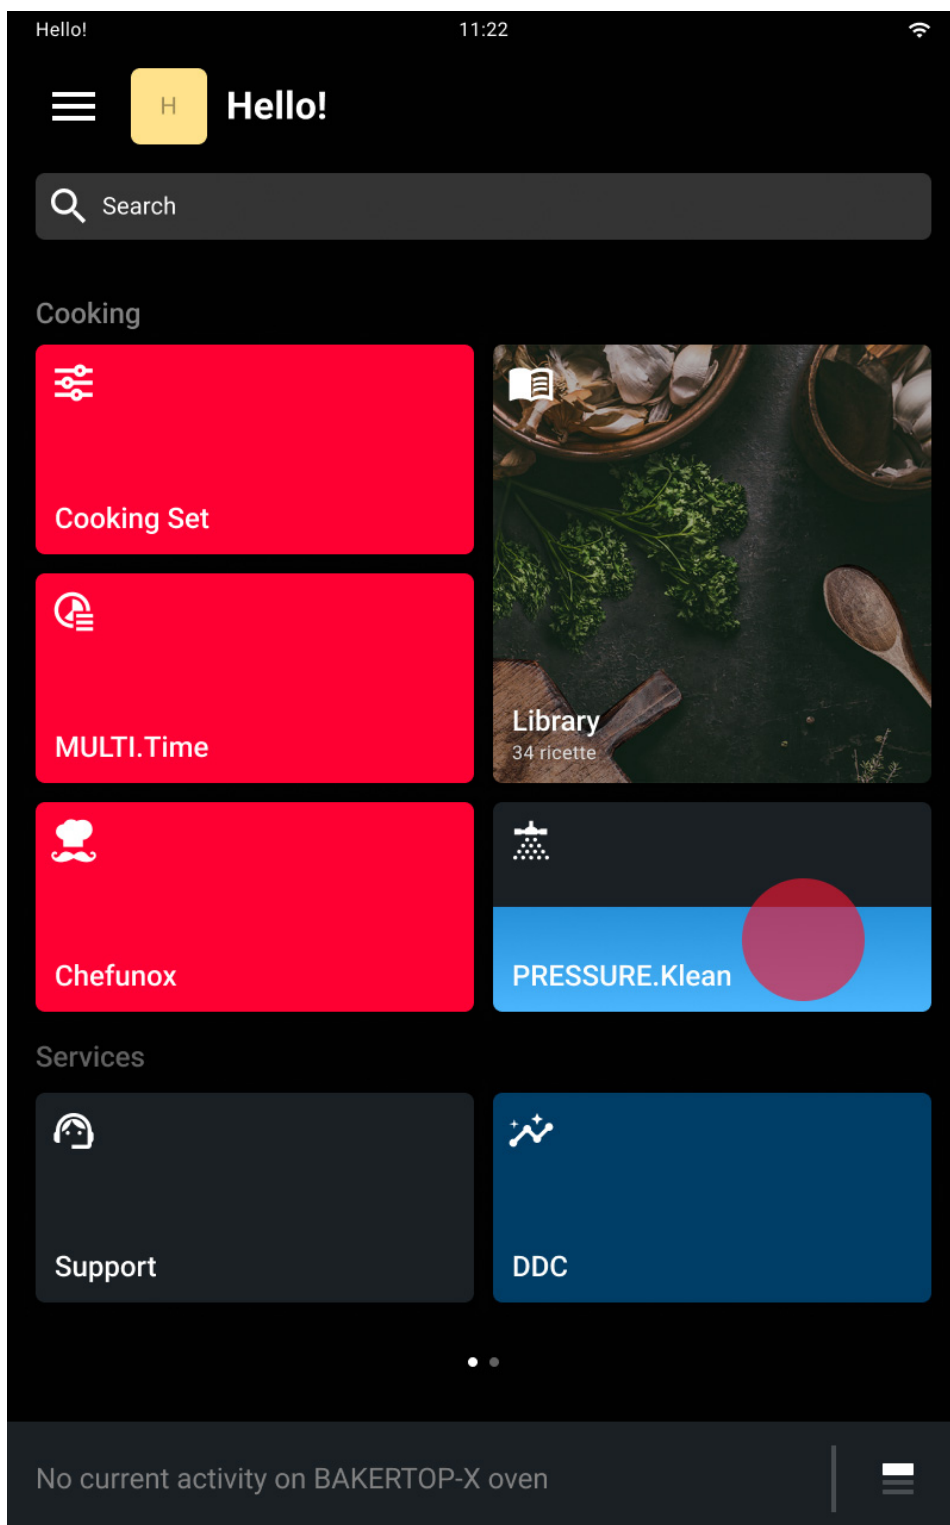 Hello!
11:22
H
Hello!
Search
Cooking
Cooking Set
MULTI.Time
Library
34 ricette
Chefunox
PRESSURE.Klean
Services
Support
DDC
No current activity on BAKERTOP-X oven